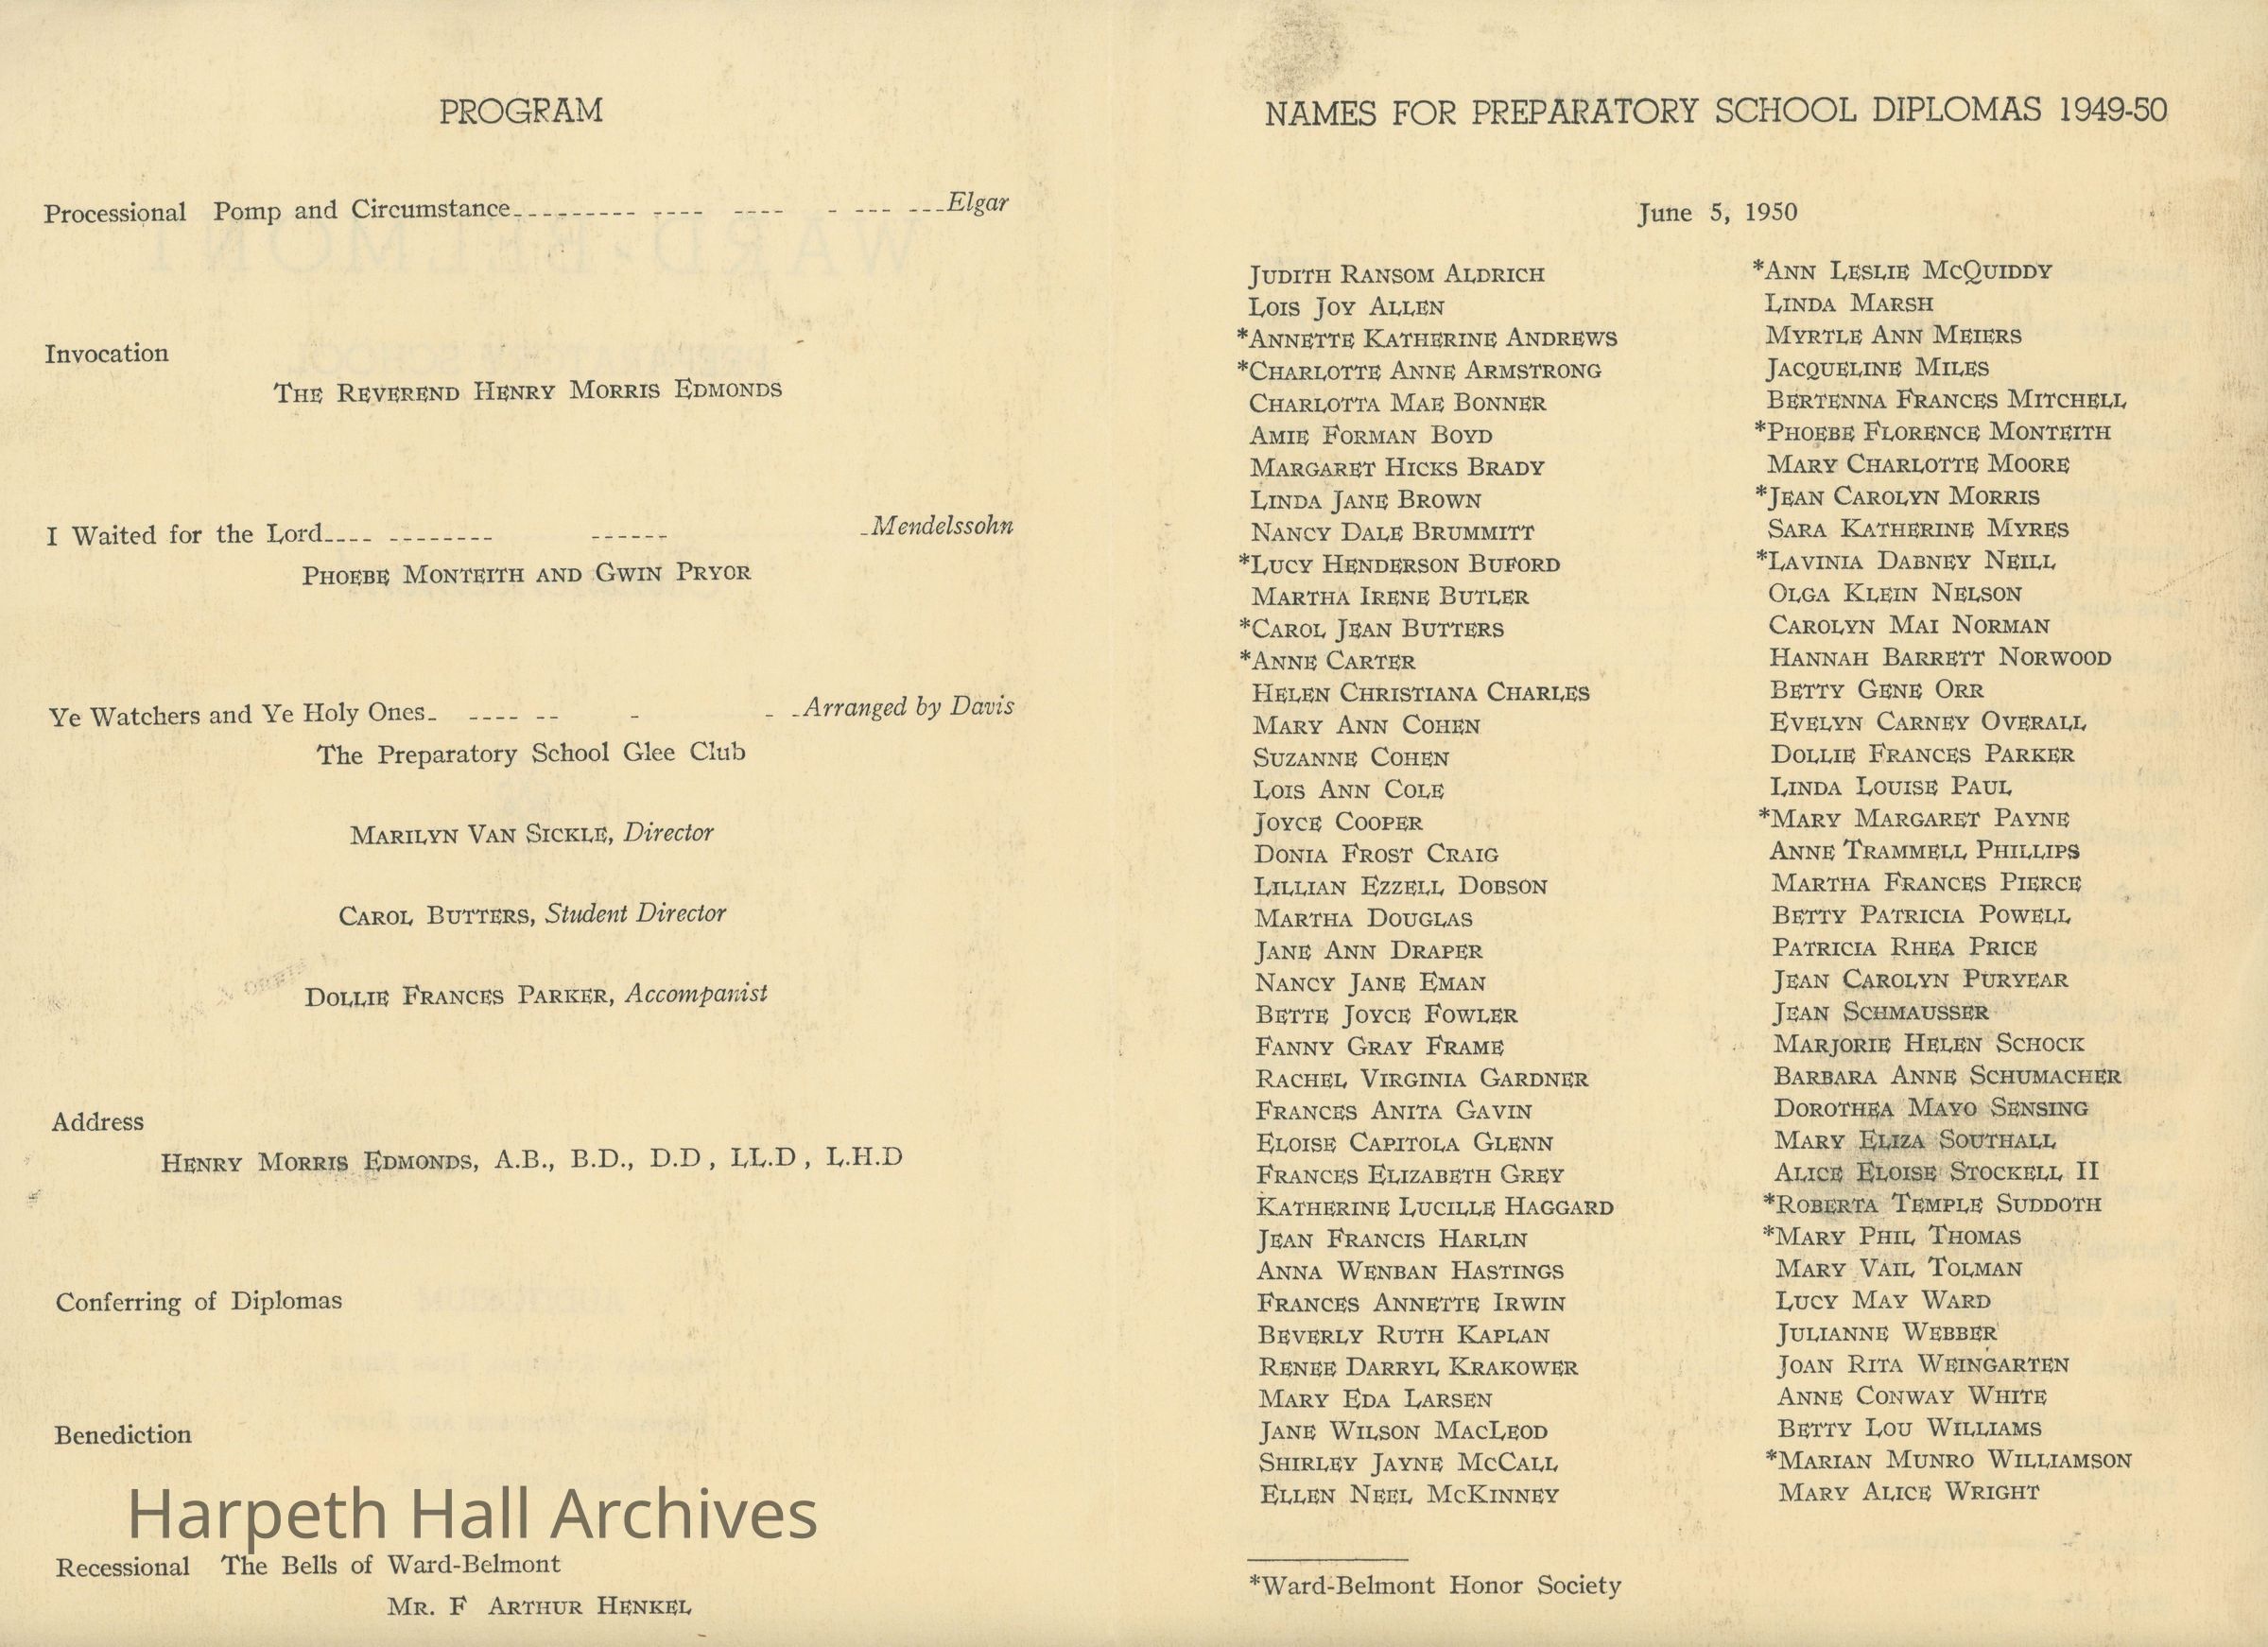 PROGRAM
Processional Pomp and Circumstance--------- ---- ---- - --- ---Elgar
Invocation
THE REVEREND HENRY MORRIS EDMONDS
I Waited for the Lord---- -------- ------ -Mendelssohn
PHOEBE MONTEITH AND GWIN PRYOR
Ye Watchers and Ye Holy Ones- ---- -- - - -Arranged by Davis
The Preparatory School Glee Club
MARILYN VAN SICKLE, Director
CAROL BUTTERS, Student Director
DOLLIE FRANCES PARKER, Accompanist
Address
HENRY MORRIS EDMONDS, A.B., B.D., D.D , LL.D , L.H.D
Conferring of Diplomas
Benediction
Harpeth Hall Archives
Recessional The Bells of Ward-Belmont
MR. F ARTHUR HENKEL
NAMES FOR PREPARATORY SCHOOL DIPLOMAS 1949-50
June 5, 1950
JUDITH RANSOM ALDRICH
LOIS JOY ALLEN
*ANNETTE KATHERINE ANDREWS
*CHARLOTTE ANNE ARMSTRONG
CHARLOTTA MAE BONNER
AMIE FORMAN BOYD
MARGARET HICKS BRADY
LINDA JANE BROWN
NANCY DALE BRUMMITT
*LUCY HENDERSON BUFORD
MARTHA IRENE BUTLER
*CAROL JEAN BUTTERS
*ANNE CARTER
HELEN CHRISTIANA CHARLES
MARY ANN COHEN
SUZANNE COHEN
LOIS ANN COLE
JOYCE COOPER
DONIA FROST CRAIG
LILLIAN EZZELL DOBSON
MARTHA DOUGLAS
JANE ANN DRAPER
NANCY JANE EMAN
BETTE JOYCE FOWLER
FANNY GRAY FRAME
RACHEL VIRGINIA GARDNER
FRANCES ANITA GAVIN
ELOISE CAPITOLA GLENN
FRANCES ELIZABETH GREY
KATHERINE LUCILLE HAGGARD
JEAN FRANCIS HARLIN
ANNA WENBAN HASTINGS
FRANCES ANNETTE IRWIN
BEVERLY RUTH KAPLAN
RENEE DARRYL KRAKOWER
MARY EDA LARSEN
JANE WILSON MACLEOD
SHIRLEY JAYNE MCCALL
ELLEN NEEL MCKINNEY
*ANN LESLIE MCQUIDDY
LINDA MARSH
MYRTLE ANN MEIERS
JACQUELINE MILES
BERTENNA FRANCES MITCHELL
*PHOEBE FLORENCE MONTEITH
MARY CHARLOTTE MOORE
*JEAN CAROLYN MORRIS
SARA KATHERINE MYRES
*LAVINIA DABNEY NEILL
OLGA KLEIN NELSON
CAROLYN MAI NORMAN
HANNAH BARRETT NORWOOD
BETTY GENE ORR
EVELYN CARNEY OVERALL
DOLLIE FRANCES PARKER
LINDA LOUISE PAUL
*MARY MARGARET PAYNE
ANNE TRAMMELL PHILLIPS
MARTHA FRANCES PIERCE
BETTY PATRICIA POWELL
PATRICIA RHEA PRICE
JEAN CAROLYN PURYEAR
JEAN SCHMAUSSER
MARJORIE HELEN SCHOCK
BARBARA ANNE SCHUMACHER
DOROTHEA MAYO SENSING
MARY ELIZA SOUTHALL
ALICE ELOISE STOCKELL II
*ROBERTA TEMPLE SUDDOTH
*MARY PHIL THOMAS
MARY VAIL TOLMAN
LUCY MAY WARD
JULIANNE WEBBER
JOAN RITA WEINGARTEN
ANNE CONWAY WHITE
BETTY LOU WILLIAMS
*MARIAN MUNRO WILLIAMSON
MARY ALICE WRIGHT
*Ward-Belmont Honor Society